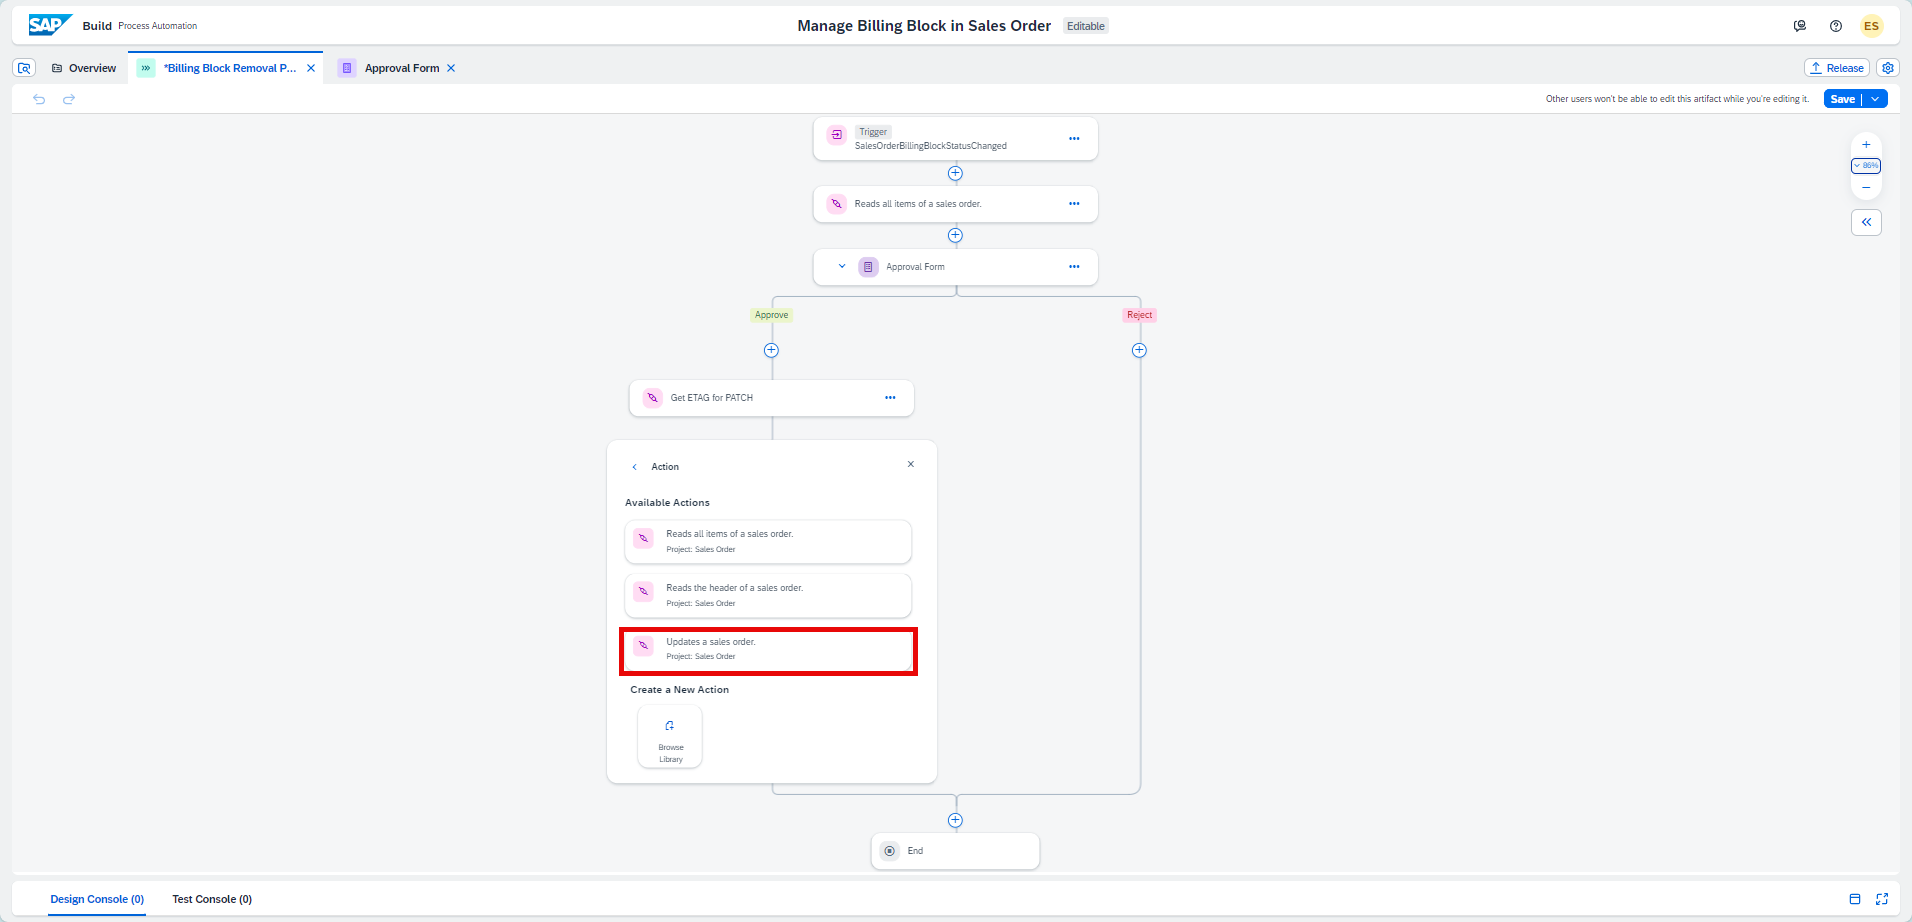 SAP Build Process Automation
Manage Billing Block in Sales Order Editable
ES
Overview
*Billing Block Removal P...
Approval Form
Release
Other users won't be able to edit this artifact while you're editing it.
Save
Trigger
SalesOrderBillingBlockStatusChanged
86%
Reads all items of a sales order.
Approval Form
Approve
Reject
Get ETAG for PATCH
Action
Available Actions
Reads all items of a sales order.
Project: Sales Order
Reads the header of a sales order.
Project: Sales Order
Updates a sales order.
Project: Sales Order
Create a New Action
Browse
Library
End
Design Console (0)
Test Console (0)